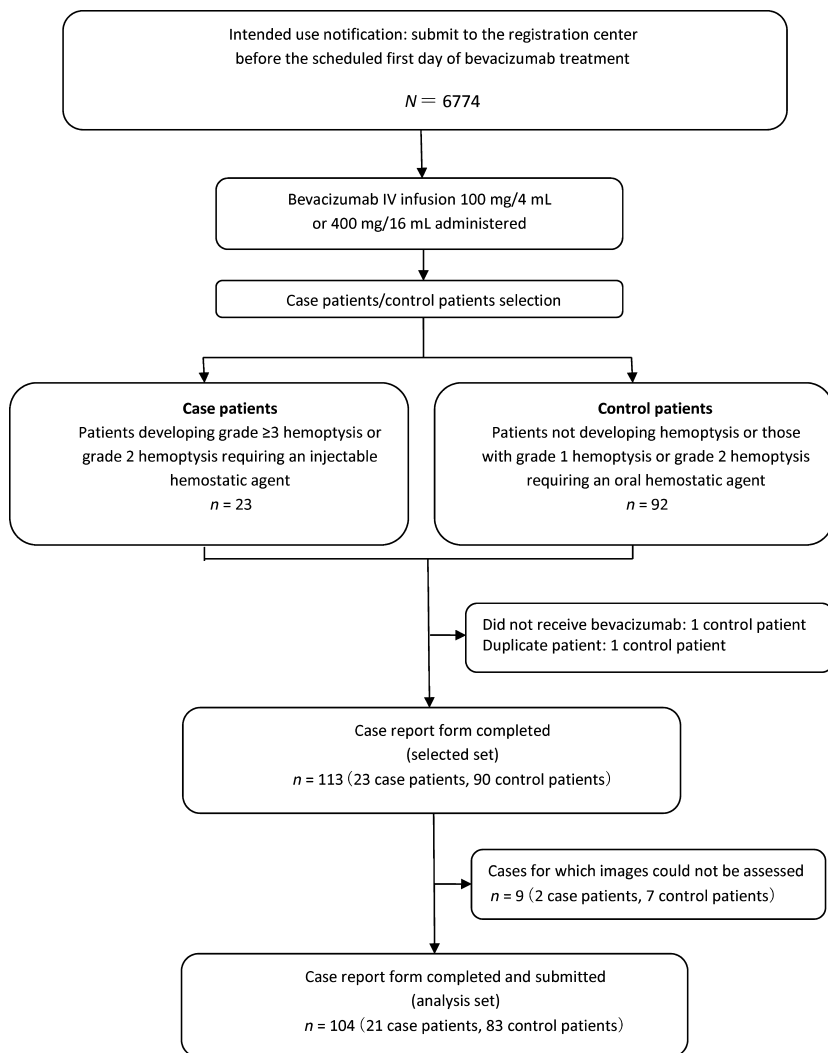 Intended use notification: submit to the registration center
before the scheduled first day of bevacizumab treatment
N = 6774
Bevacizumab IV infusion 100 mg/4 mL
or 400 mg/16 mL administered
Case patients/control patients selection
Case patients
Patients developing grade ≥3 hemoptysis or
grade 2 hemoptysis requiring an injectable
hemostatic agent
n = 23
Control patients
Patients not developing hemoptysis or those
with grade 1 hemoptysis or grade 2 hemoptysis
requiring an oral hemostatic agent
n = 92
Did not receive bevacizumab: 1 control patient
Duplicate patient: 1 control patient
Case report form completed
(selected set)
n = 113（23 case patients, 90 control patients）
Cases for which images could not be assessed
n = 9（2 case patients, 7 control patients）
Case report form completed and submitted
(analysis set)
n = 104（21 case patients, 83 control patients）